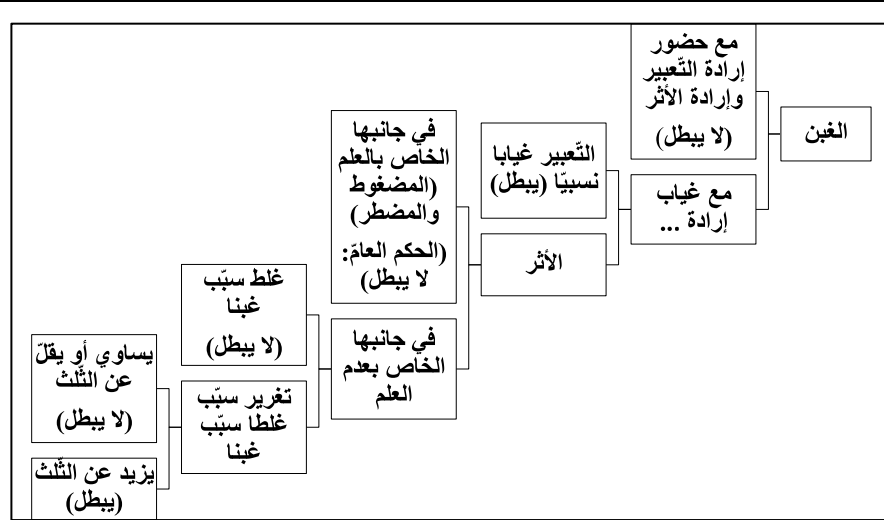 الغبن
مع حضور
إرادة التّعبير
وإرادة الأثر
(لا يبطل)
مع غياب
إرادة ...
التّعبير غيابا
نسبيّا (يبطل)
الأثر
في جانبها
الخاص بالعلم
(المضغوط
والمضطر)
(الحكم العامّ:
لا يبطل)
في جانبها
الخاص بعدم
العلم
غلط سبّب
غبنا
(لا يبطل)
تغرير سبّب
غلطا سبّب
غبنا
يساوي أو يقلّ
عن الثّلث
(لا يبطل)
يزيد عن الثّلث
(يبطل)